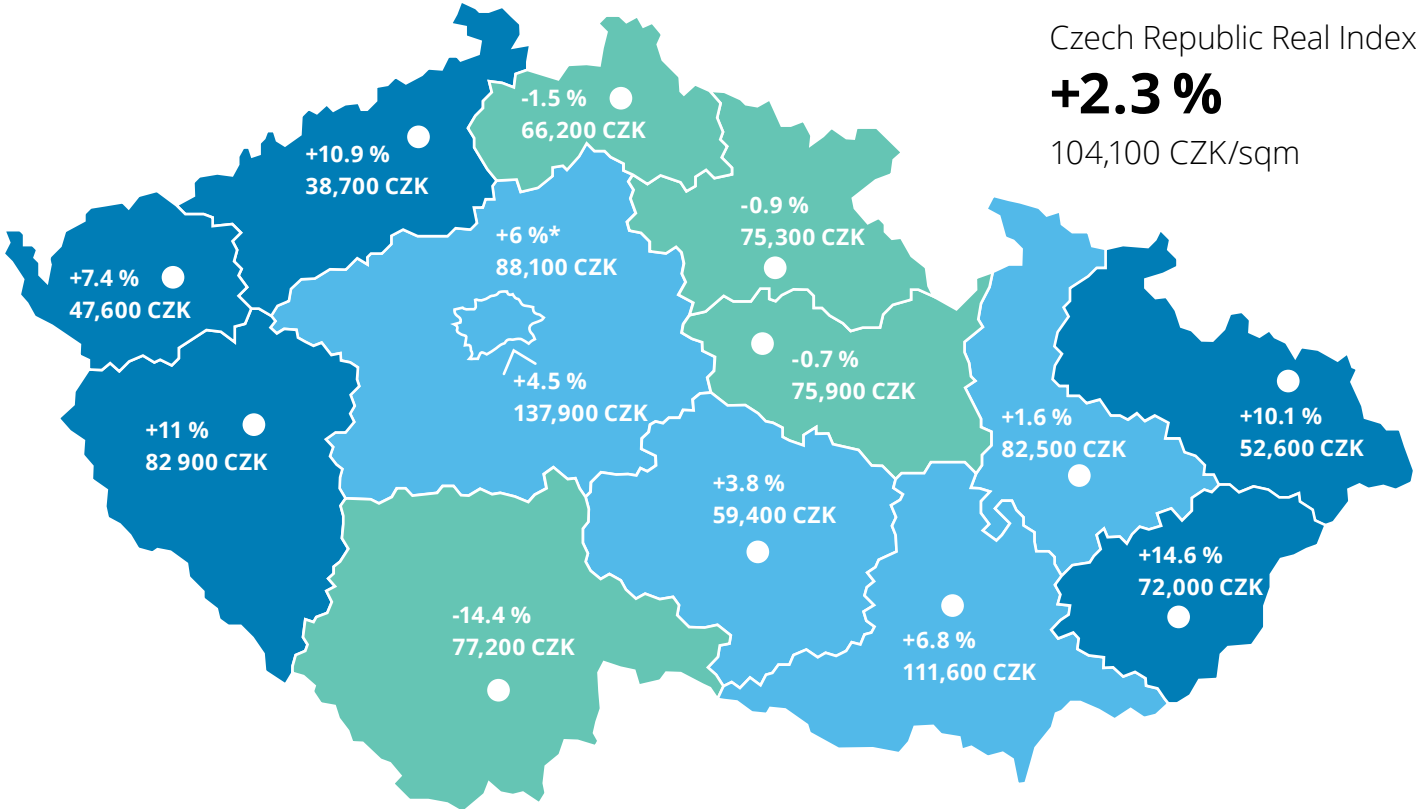 Czech Republic Real Index
+2.3 %
104,100 CZK/sqm
-1.5 %
66,200 CZK
+10.9 %
38,700 CZK
-0.9 %
75,300 CZK
+6 %*
88,100 CZK
+7.4 %
47,600 CZK
-0.7 %
75,900 CZK
+4.5 %
137,900 CZK
+11 %
82 900 CZK
+1.6 %
82,500 CZK
+10.1 %
52,600 CZK
+3.8 %
59,400 CZK
+14.6 %
72,000 CZK
-14.4 %
77,200 CZK
+6.8 %
111,600 CZK